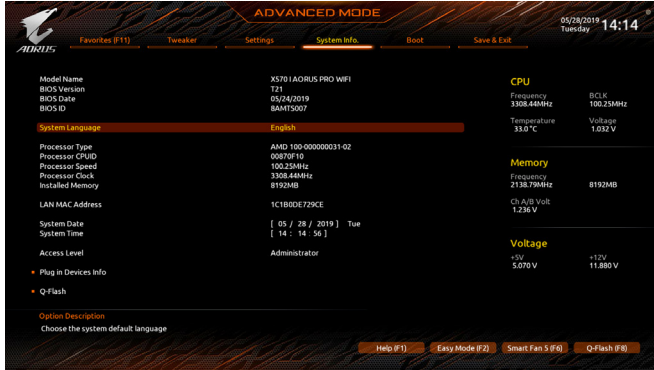 ADVANCED MODE
05/28/2019 Tuesday 14:14
AORUS
Favorites (F11) Tweaker Settings System Info. Boot Save & Exit
Model Name X570 I AORUS PRO WIFI
BIOS Version T21
BIOS Date 05/24/2019
BIOS ID 8AMTS007
System Language English
Processor Type AMD 100-000000031-02
Processor CPUID 00870F10
Processor Speed 100.25MHz
Processor Clock 3308.44MHz
Installed Memory 8192MB
LAN MAC Address 1C1B0DE729CE
System Date [ 05 / 28 / 2019 ] Tue
System Time [ 14 : 14 : 56 ]
Access Level Administrator
Plug in Devices Info
Q-Flash
Option Description
Choose the system default language
CPU
Frequency BCLK
3308.44MHz 100.25MHz
Temperature Voltage
33.0 °C 1.032 V
Memory
Frequency
2138.79MHz 8192MB
Ch A/B Volt
1.236 V
Voltage
+5V +12V
5.070 V 11.880 V
Help (F1) Easy Mode (F2) Smart Fan 5 (F6) Q-Flash (F8)